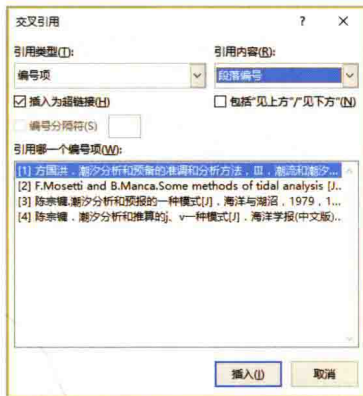 交叉引用 ? ×
引用类型(T): 引用内容(R):
编号项 段落编号
插入为超链接(H) 包括"见上方"/"见下方"(N)
编号分隔符(S)
引用哪一个编号项(W):
[1] 方国洪．潮汐分析和预报的准调和分析方法，III．潮流和潮汐...
[2] F.Mosetti and B.Manca.Some methods of tidal analysis [J..
[3] 陈宗镛.潮汐分析和预报的一种模式[J]．海洋与湖沼，1979，1...
[4] 陈宗镛．潮汐分析和推算的j、v一种模式[J]．海洋学报(中文版)...
插入(I) 取消